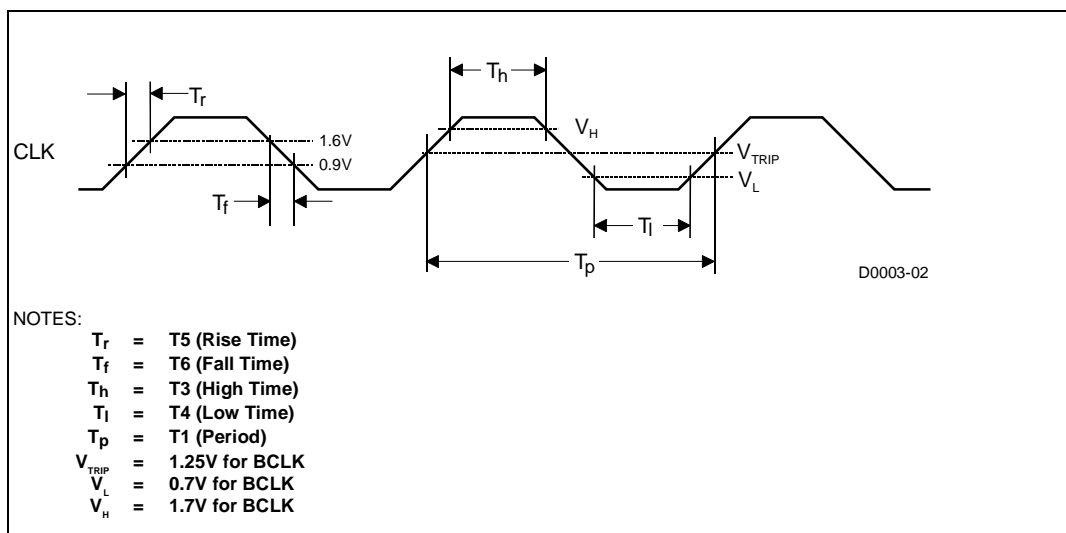 Th
Tr
VH
1.6V
CLK
VTRIP
0.9V
VL
Tf
Tl
Tp
D0003-02
NOTES:
Tr = T5 (Rise Time)
Tf = T6 (Fall Time)
Th = T3 (High Time)
Tl = T4 (Low Time)
Tp = T1 (Period)
VTRIP = 1.25V for BCLK
VL = 0.7V for BCLK
VH = 1.7V for BCLK